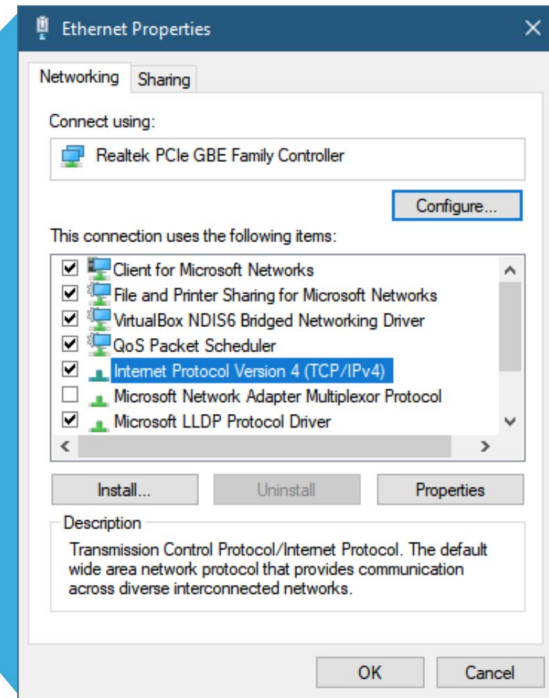 Ethernet Properties
Networking
Sharing
Connect using:
Realtek PCIe GBE Family Controller
Configure...
This connection uses the following items:
Client for Microsoft Networks
File and Printer Sharing for Microsoft Networks
VirtualBox NDIS6 Bridged Networking Driver
QoS Packet Scheduler
Internet Protocol Version 4 (TCP/IPv4)
Microsoft Network Adapter Multiplexor Protocol
Microsoft LLDP Protocol Driver
Install...
Uninstall
Properties
Description
Transmission Control Protocol/Internet Protocol. The default
wide area network protocol that provides communication
across diverse interconnected networks.
OK
Cancel